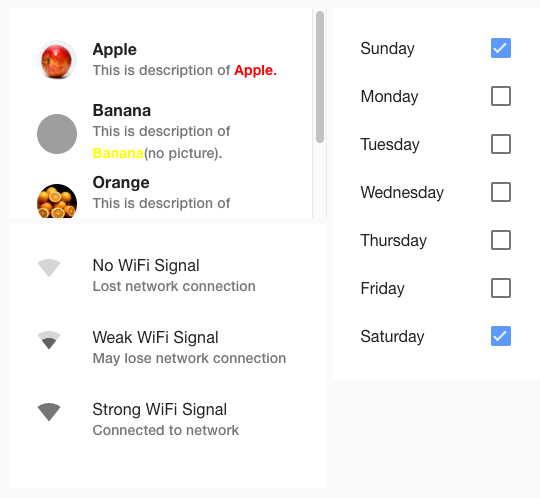 Apple
This is description of Apple.
Banana
This is description of
Banana(no picture).
Orange
This is description of
No WiFi Signal
Lost network connection
Weak WiFi Signal
May lose network connection
Strong WiFi Signal
Connected to network
Sunday
Monday
Tuesday
Wednesday
Thursday
Friday
Saturday